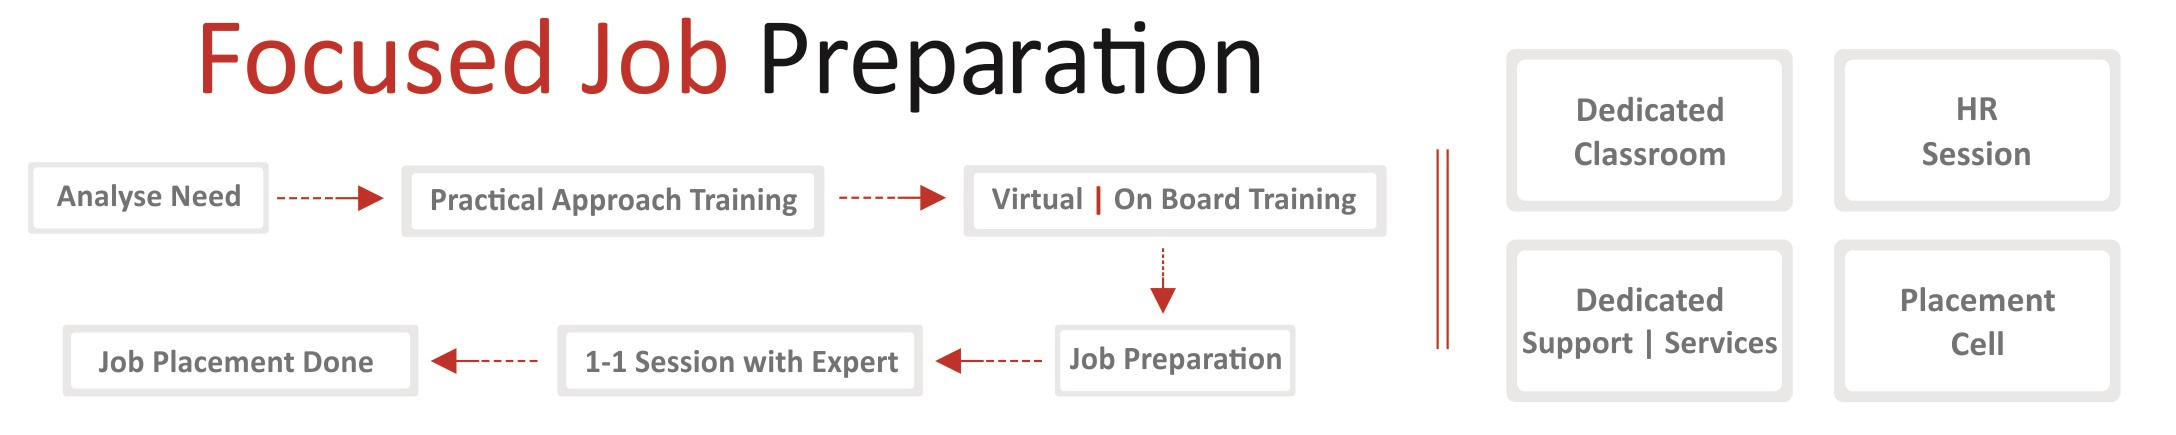 Focused Job Preparation
Analyse Need
Practical Approach Training
Virtual | On Board Training
Job Preparation
1-1 Session with Expert
Job Placement Done
Dedicated
Classroom
HR
Session
Dedicated
Support | Services
Placement
Cell